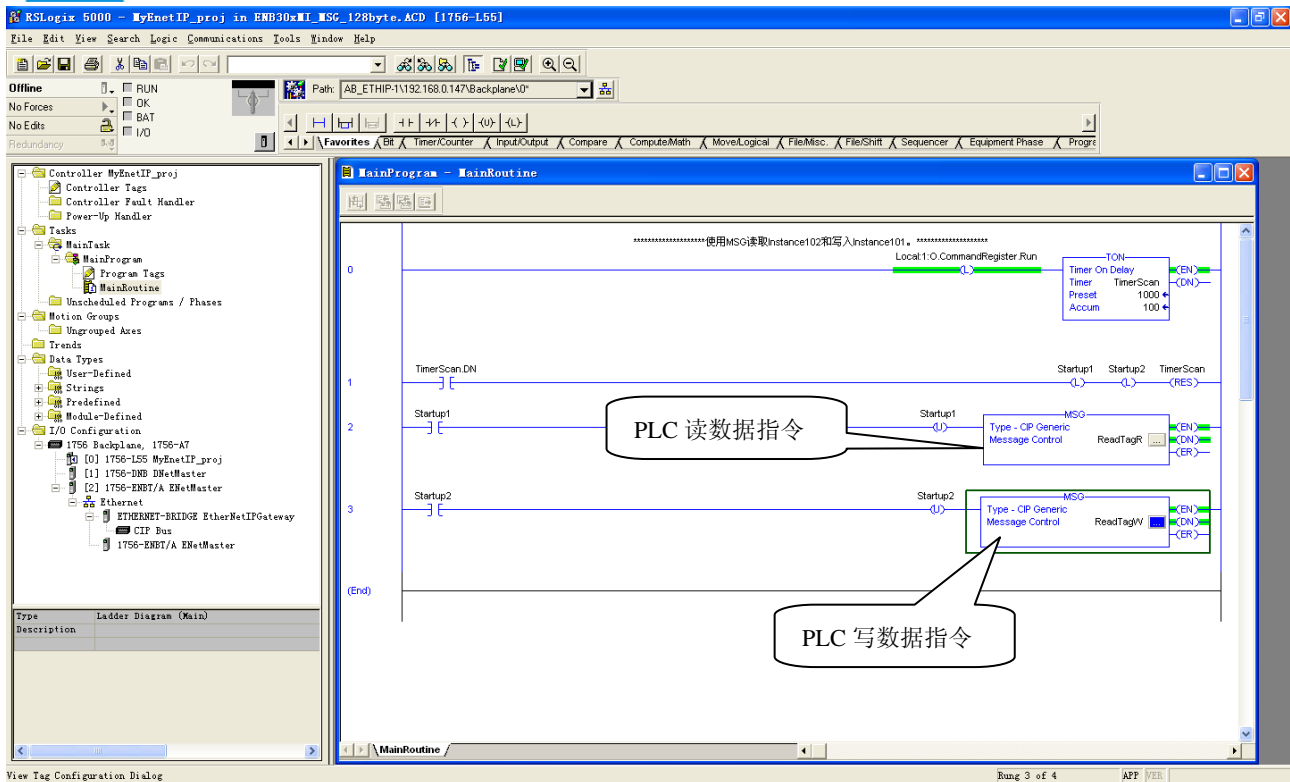 RSLogix 5000 - MyEnetIP_proj in ENB30xMI_MSG_128byte.ACD [1756-L55]
File Edit View Search Logic Communications Tools Window Help
Offline
RUN
Path: AB_ETHIP-1\192.168.0.147\Backplane\0*
No Forces
OK
No Edits
BAT
Redundancy
I/O
Favorites Bit Timer/Counter Input/Output Compare Compute/Math Move/Logical File/Misc. File/Shift Sequencer Equipment Phase Progra
Controller MyEnetIP_proj
Controller Tags
Controller Fault Handler
Power-Up Handler
Tasks
MainTask
MainProgram
Program Tags
MainRoutine
Unscheduled Programs / Phases
Motion Groups
Ungrouped Axes
Trends
Data Types
User-Defined
Strings
Predefined
Module-Defined
I/O Configuration
1756 Backplane, 1756-A7
[0] 1756-L55 MyEnetIP_proj
[1] 1756-DNB DNetMaster
[2] 1756-ENBT/A ENetMaster
Ethernet
ETHERNET-BRIDGE EtherNetIPGateway
CIP Bus
1756-ENBT/A ENetMaster
Type Ladder Diagram (Main)
Description
MainProgram - MainRoutine
********************使用MSG读取Instance102和写入Instance101。********************
0
Local:1:O.CommandRegister.Run
(L)
TON
Timer On Delay
Timer TimerScan
Preset 1000
Accum 100
(EN)
(DN)
1
TimerScan.DN
Startup1 Startup2 TimerScan
(L) (L) (RES)
2
Startup1
PLC 读数据指令
Startup1
(U)
MSG
Type - CIP Generic
Message Control ReadTagR ...
(EN)
(DN)
(ER)
3
Startup2
Startup2
(U)
MSG
Type - CIP Generic
Message Control ReadTagW ...
(EN)
(DN)
(ER)
(End)
PLC 写数据指令
MainRoutine
View Tag Configuration Dialog
Rung 3 of 4 APP VER